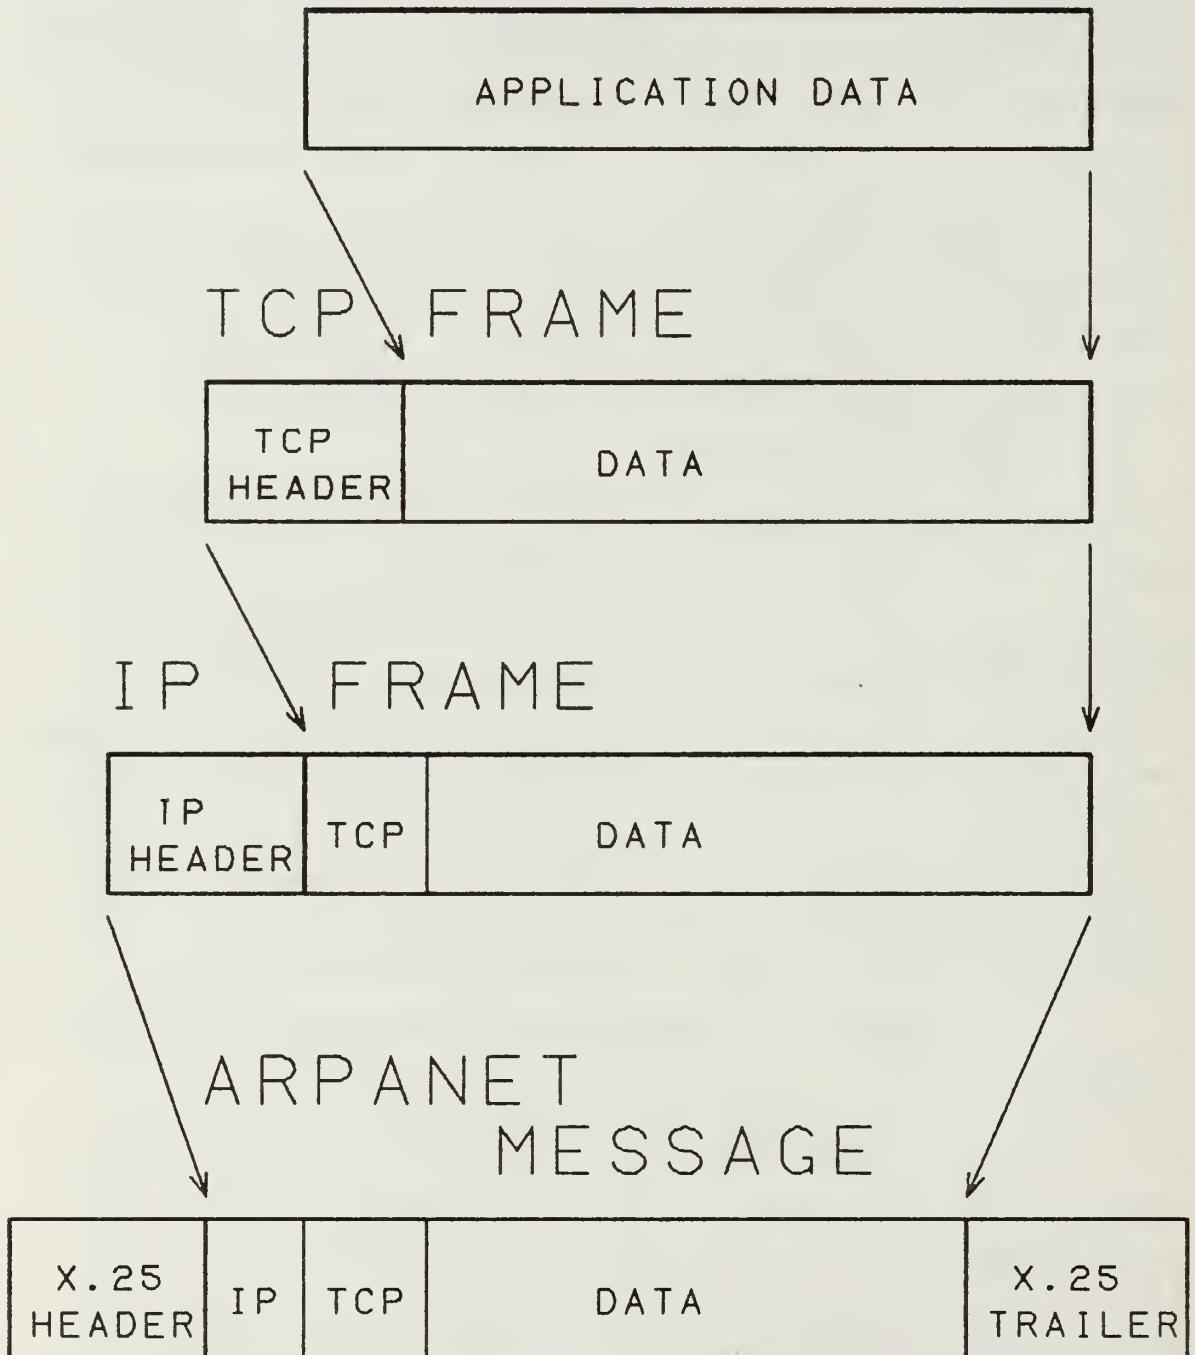 APPLICATION DATA
TCP FRAME
TCP
HEADER
DATA
IP FRAME
IP
HEADER
TCP
DATA
ARPANET
MESSAGE
X.25
HEADER
IP
TCP
DATA
X.25
TRAILER